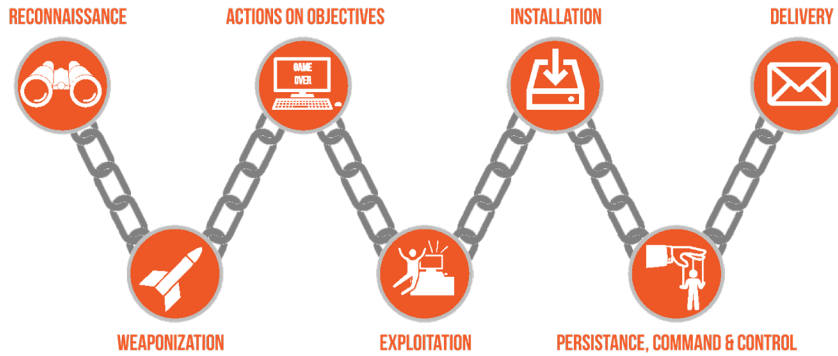 RECONNAISSANCE
ACTIONS ON OBJECTIVES
INSTALLATION
DELIVERY
GAME
OVER
WEAPONIZATION
EXPLOITATION
PERSISTANCE, COMMAND & CONTROL